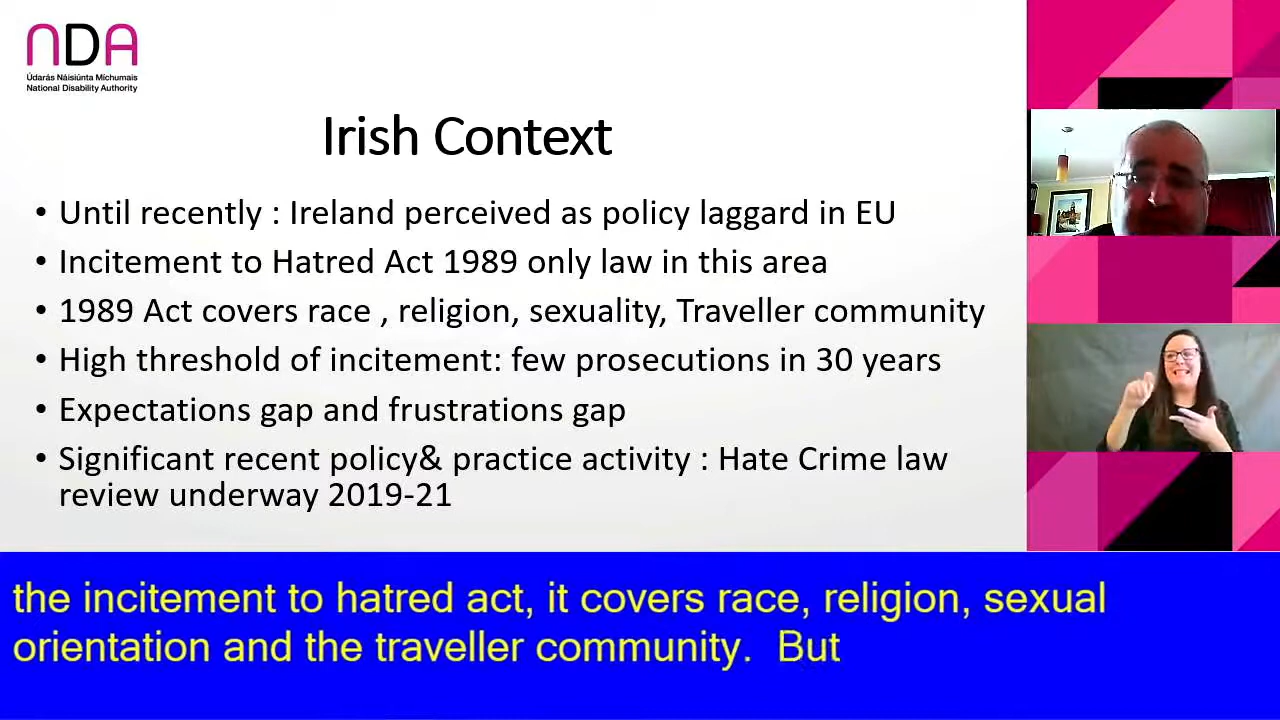 NDA
Údarás Náisiúnta Míchumais
National Disability Authority
Irish Context
• Until recently : Ireland perceived as policy laggard in EU
• Incitement to Hatred Act 1989 only law in this area
• 1989 Act covers race , religion, sexuality, Traveller community
• High threshold of incitement: few prosecutions in 30 years
• Expectations gap and frustrations gap
• Significant recent policy& practice activity : Hate Crime law
review underway 2019-21
the incitement to hatred act, it covers race, religion, sexual
orientation and the traveller community.  But